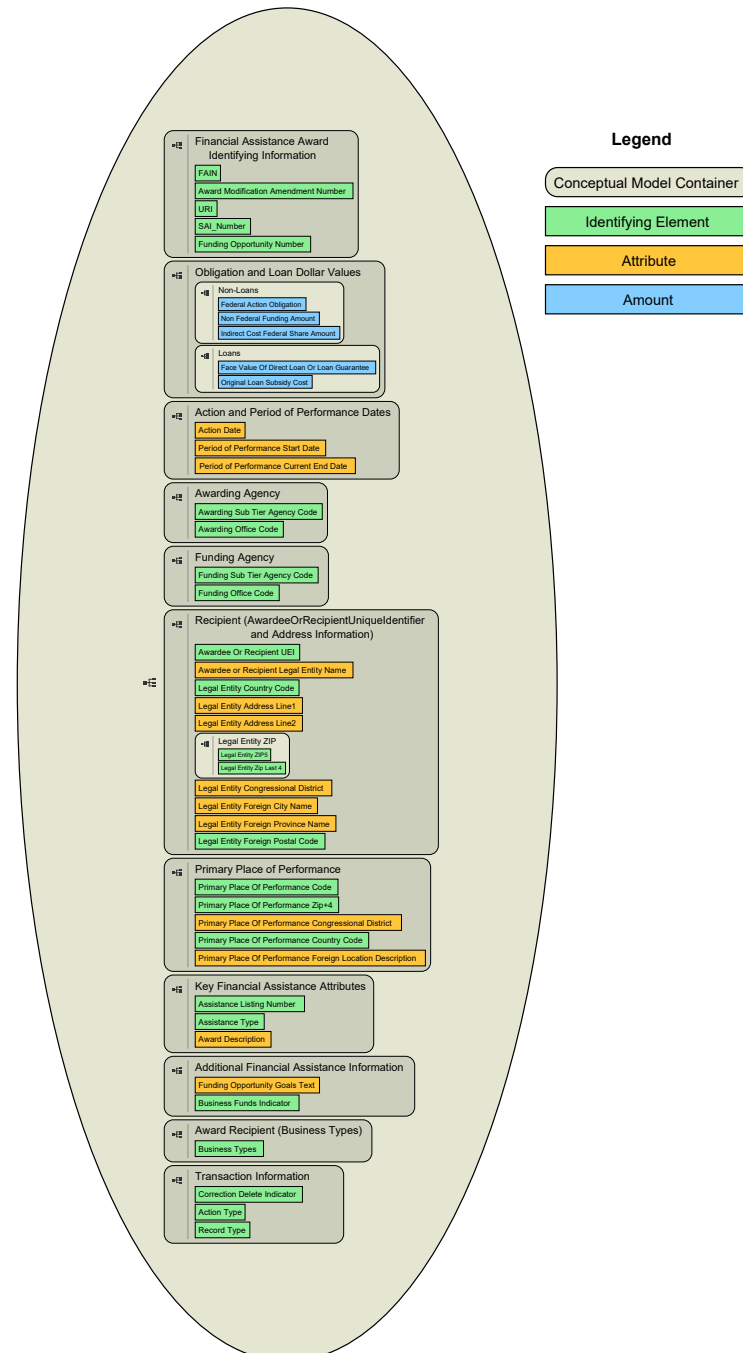 Legend
Conceptual Model Container
Identifying Element
Attribute
Amount
Financial Assistance Award
Identifying Information
FAIN
Award Modification Amendment Number
URI
SAI_Number
Funding Opportunity Number
Obligation and Loan Dollar Values
Non-Loans
Federal Action Obligation
Non Federal Funding Amount
Indirect Cost Federal Share Amount
Loans
Face Value Of Direct Loan Or Loan Guarantee
Original Loan Subsidy Cost
Action and Period of Performance Dates
Action Date
Period of Performance Start Date
Period of Performance Current End Date
Awarding Agency
Awarding Sub Tier Agency Code
Awarding Office Code
Funding Agency
Funding Sub Tier Agency Code
Funding Office Code
Recipient (AwardeeOrRecipientUniqueIdentifier
and Address Information)
Awardee Or Recipient UEI
Awardee or Recipient Legal Entity Name
Legal Entity Country Code
Legal Entity Address Line1
Legal Entity Address Line2
Legal Entity ZIP
Legal Entity ZIP5
Legal Entity Zip Last 4
Legal Entity Congressional District
Legal Entity Foreign City Name
Legal Entity Foreign Province Name
Legal Entity Foreign Postal Code
Primary Place of Performance
Primary Place Of Performance Code
Primary Place Of Performance Zip+4
Primary Place Of Performance Congressional District
Primary Place Of Performance Country Code
Primary Place Of Performance Foreign Location Description
Key Financial Assistance Attributes
Assistance Listing Number
Assistance Type
Award Description
Additional Financial Assistance Information
Funding Opportunity Goals Text
Business Funds Indicator
Award Recipient (Business Types)
Business Types
Transaction Information
Correction Delete Indicator
Action Type
Record Type